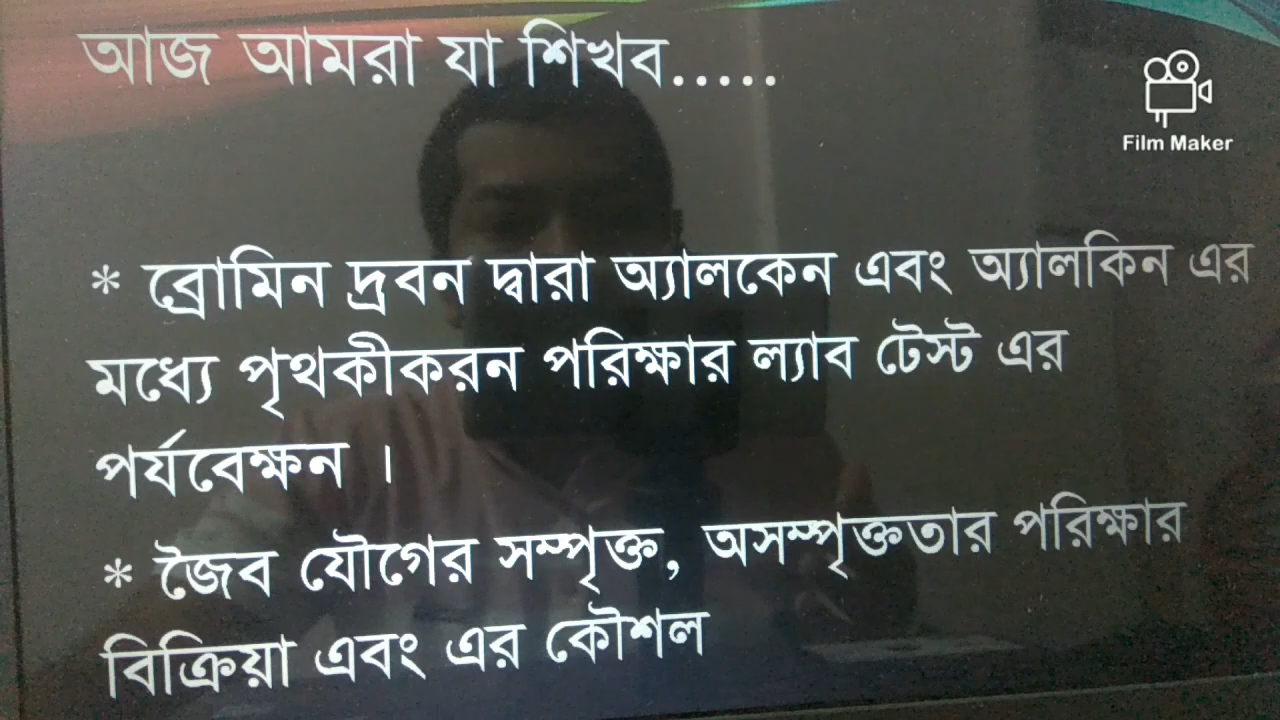 আজ আমরা যা শিখব.....
Film Maker
* ব্রোমিন দ্রবন দ্বারা অ্যালকেন এবং অ্যালকিন এর
মধ্যে পৃথকীকরন পরিক্ষার ল্যাব টেস্ট এর
পর্যবেক্ষন ।
* জৈব যৌগের সম্পৃক্ত, অসম্পৃক্ততার পরিক্ষার
বিক্রিয়া এবং এর কৌশল